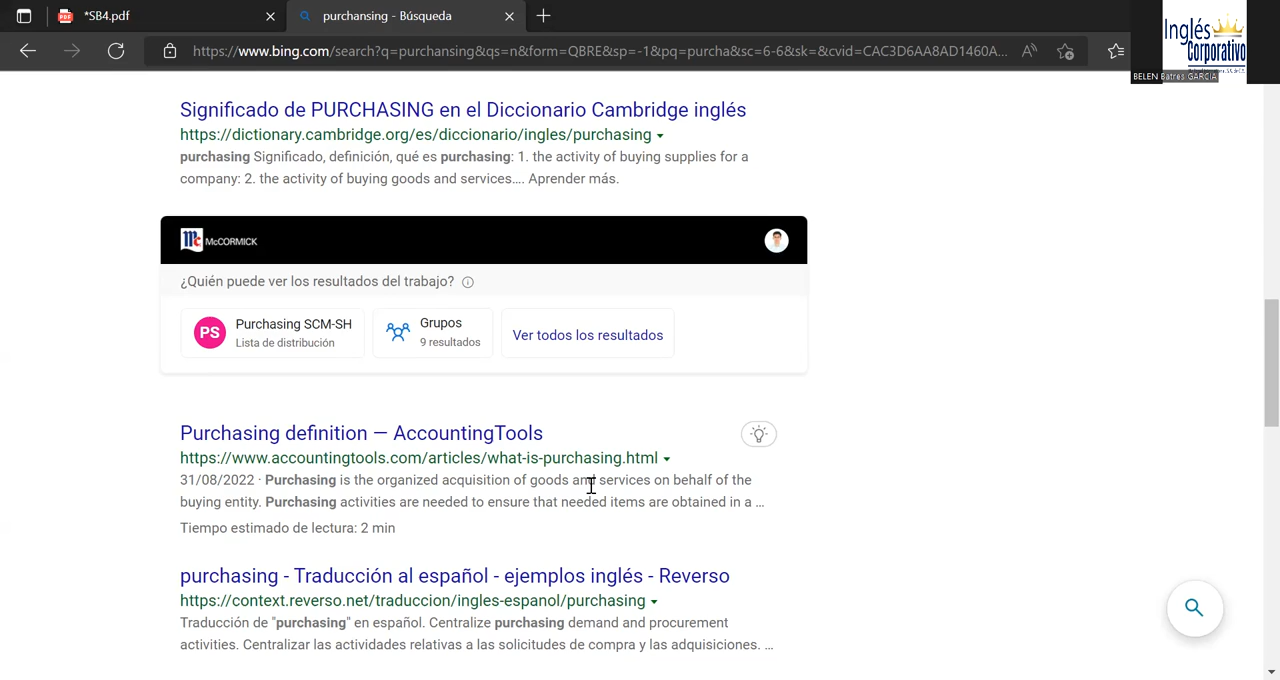 *SB4.pdf
purchansing - Búsqueda
https://www.bing.com/search?q=purchansing&qs=n&form=QBRE&sp=-1&pq=purcha&sc=6-6&sk=&cvid=CAC3D6AA8AD1460A...
Inglés
Corporativo
BELEN Batres GARCIA
Significado de PURCHASING en el Diccionario Cambridge inglés
https://dictionary.cambridge.org/es/diccionario/ingles/purchasing
purchasing Significado, definición, qué es purchasing: 1. the activity of buying supplies for a
company: 2. the activity of buying goods and services.... Aprender más.
Mc McCORMICK
¿Quién puede ver los resultados del trabajo?
PS
Purchasing SCM-SH
Lista de distribución
Grupos
9 resultados
Ver todos los resultados
Purchasing definition — AccountingTools
https://www.accountingtools.com/articles/what-is-purchasing.html
31/08/2022 · Purchasing is the organized acquisition of goods and services on behalf of the
buying entity. Purchasing activities are needed to ensure that needed items are obtained in a ...
Tiempo estimado de lectura: 2 min
purchasing - Traducción al español - ejemplos inglés - Reverso
https://context.reverso.net/traduccion/ingles-espanol/purchasing
Traducción de "purchasing" en español. Centralize purchasing demand and procurement
activities. Centralizar las actividades relativas a las solicitudes de compra y las adquisiciones. ...